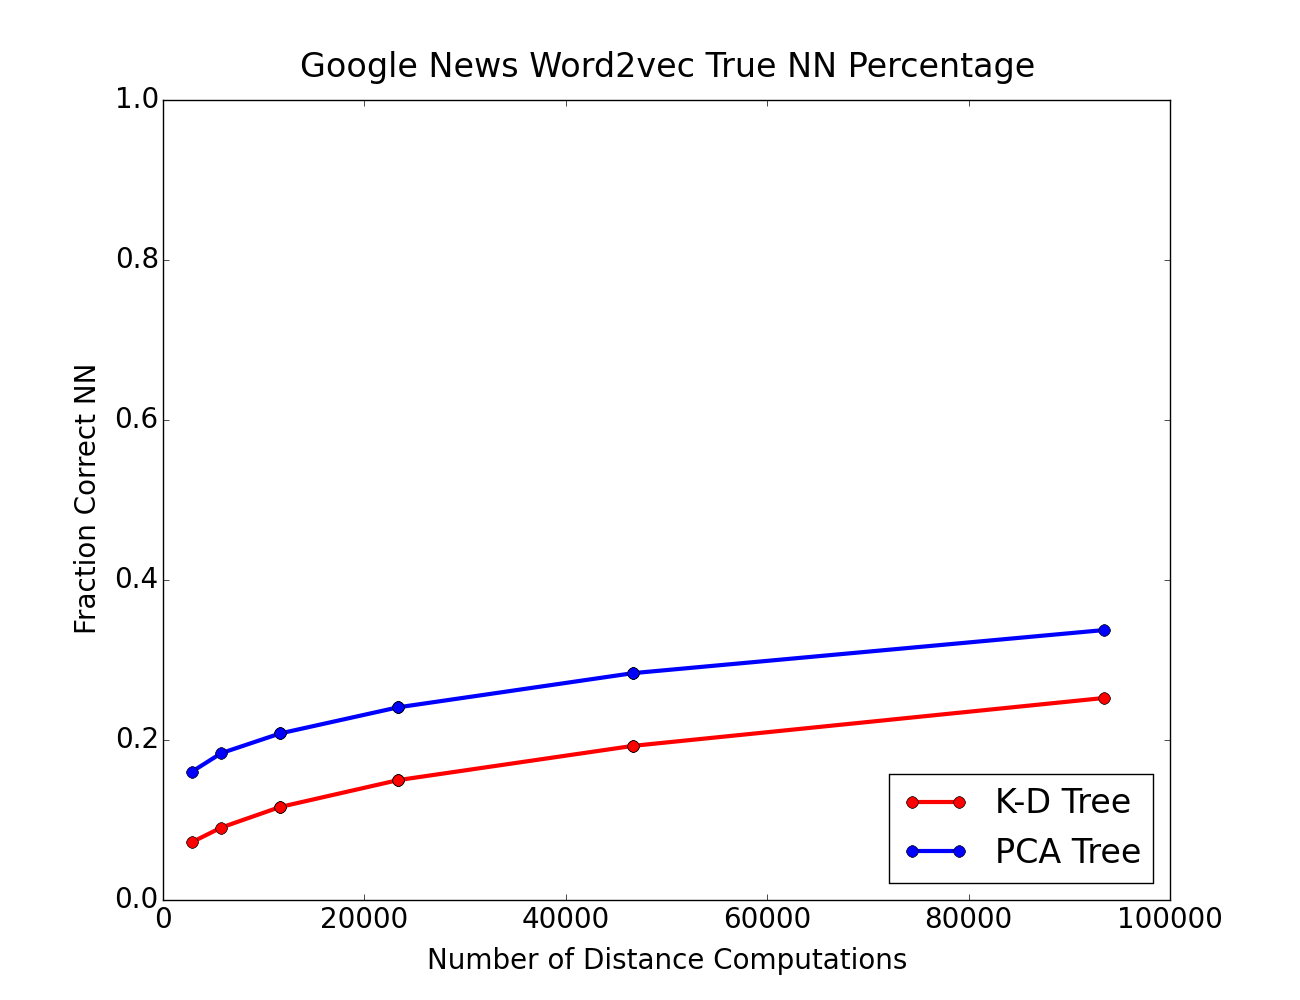 Google News Word2vec True NN Percentage
1.0
0.8
0.6
0.4
0.2
0.0
Fraction Correct NN
0 20000 40000 60000 80000 100000
Number of Distance Computations
K-D Tree
PCA Tree